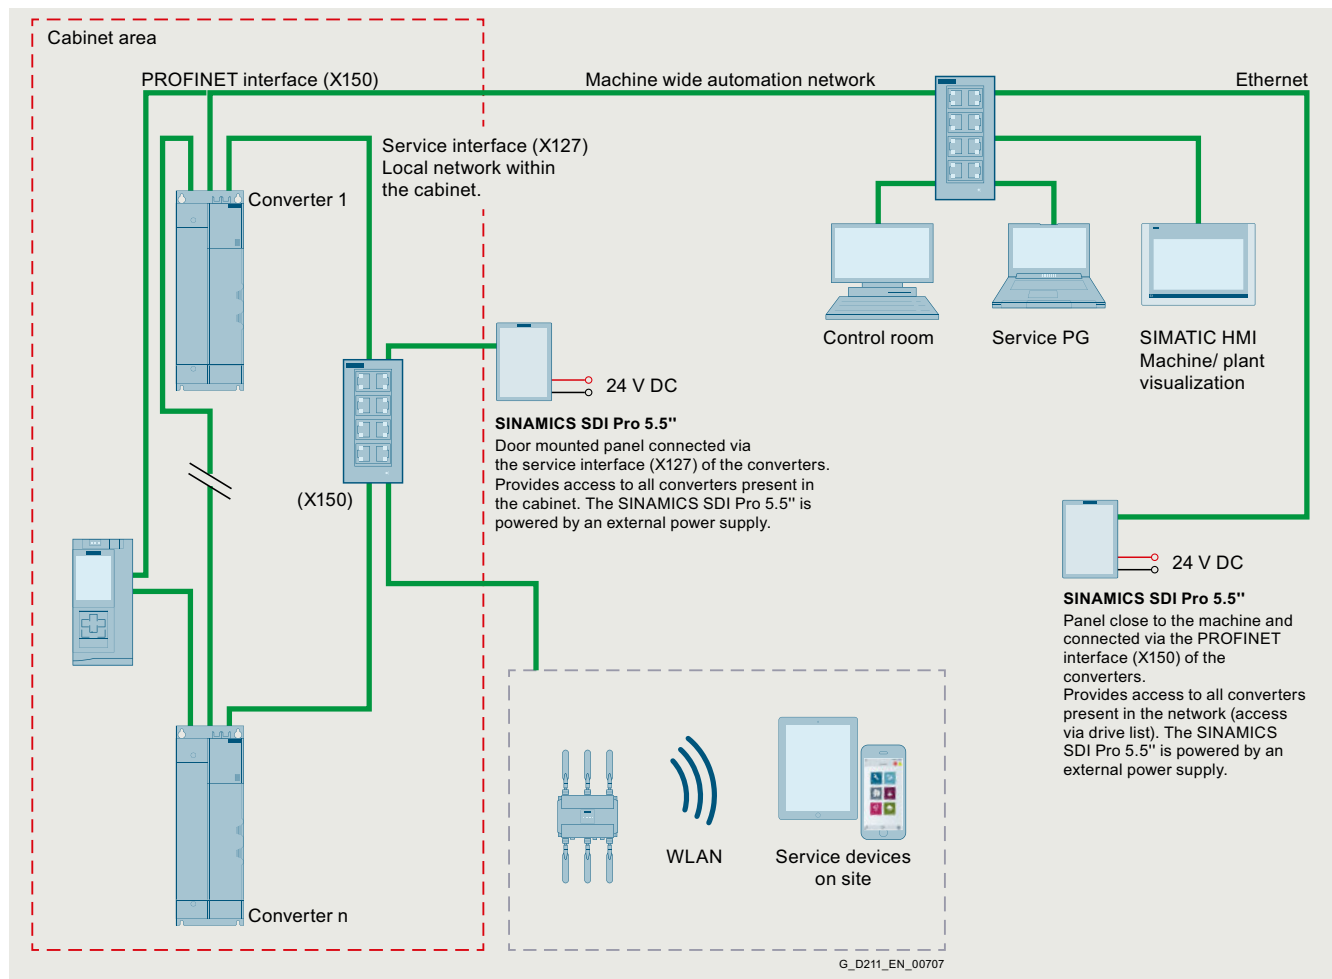 Cabinet area
PROFINET interface (X150)
Machine wide automation network
Ethernet
Service interface (X127)
Local network within
the cabinet.
Converter 1
Control room
Service PG
SIMATIC HMI
Machine/ plant
visualization
24 V DC
SINAMICS SDI Pro 5.5''
Door mounted panel connected via
the service interface (X127) of the converters.
Provides access to all converters present in
the cabinet. The SINAMICS SDI Pro 5.5'' is
powered by an external power supply.
(X150)
24 V DC
SINAMICS SDI Pro 5.5''
Panel close to the machine and
connected via the PROFINET
interface (X150) of the
converters.
Provides access to all converters
present in the network (access
via drive list). The SINAMICS
SDI Pro 5.5'' is powered by an
external power supply.
WLAN
Service devices
on site
Converter n
G_D211_EN_00707